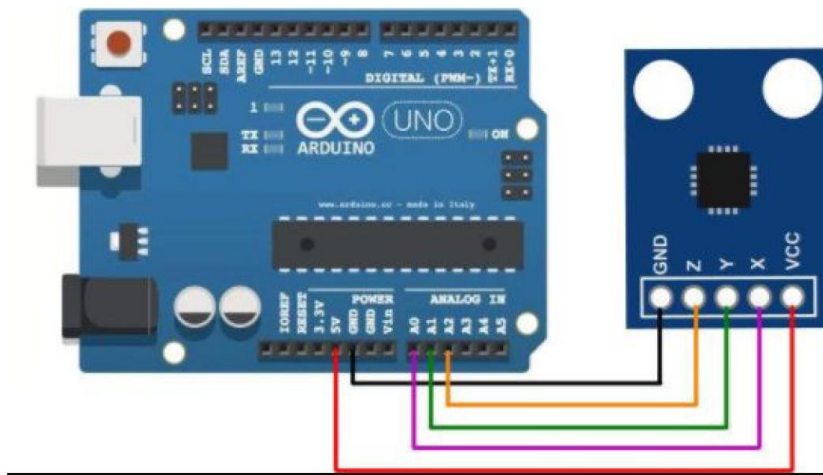 SCL
SDA
AREF
GND
13
12
~11
~10
~9
8
7
6
5
4
3
2
TX→1
RX←0
DIGITAL (PWM~)
1
TX
RX
ARDUINO
UNO
ON
www.arduino.cc - made in Italy
POWER
ANALOG IN
IOREF
RESET
3.3V
5V
GND
GND
Vin
A0
A1
A2
A3
A4
A5
GND
Z
Y
X
VCC